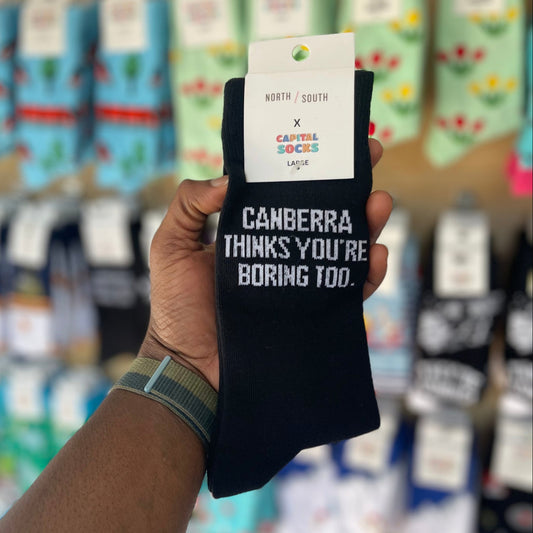 NORTH / SOUTH
X
CAPITAL
SOCKS
LARGE
CANBERRA
THINKS YOU'RE
BORING TOO.